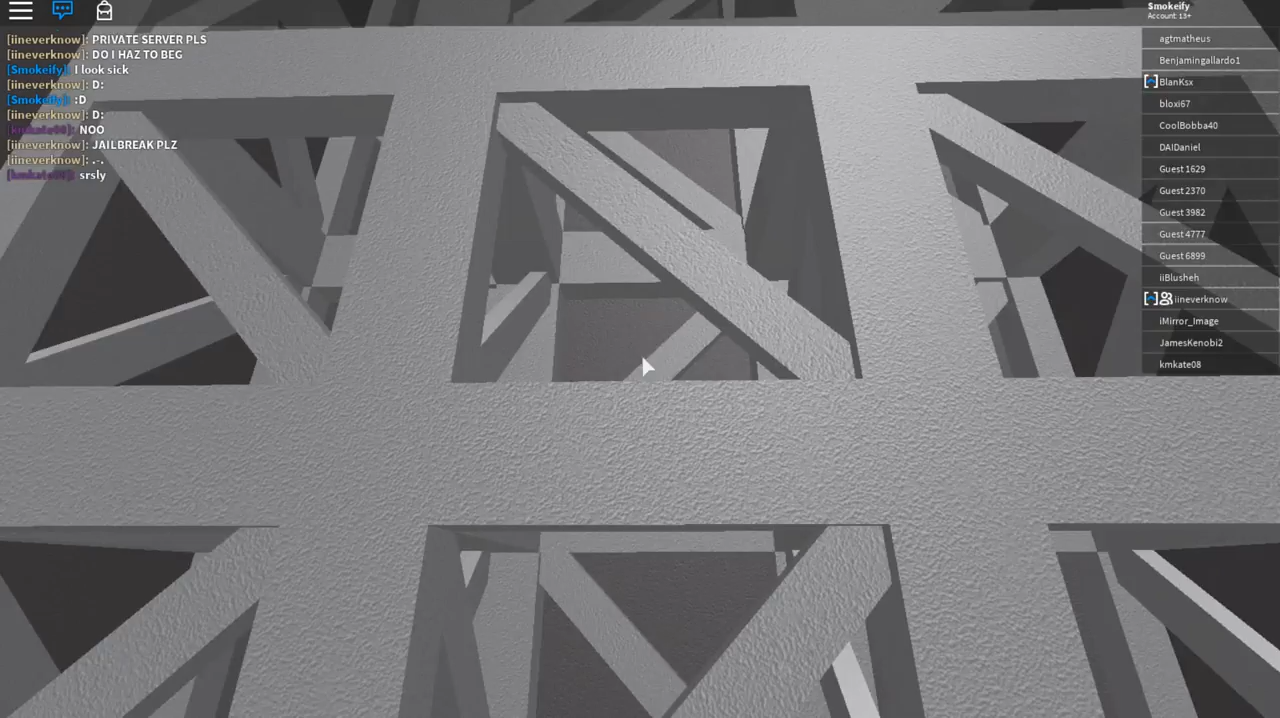 [iineverknow]: PRIVATE SERVER PLS
[iineverknow]: DO I HAZ TO BEG
[Smokeify]: I look sick
[iineverknow]: D:
[Smokeify]: :D
[iineverknow]: D:
[kmkate08]: NOO
[iineverknow]: JAILBREAK PLZ
[iineverknow]: .-.
[kmkate08]: srsly
Smokeify
Account: 13+
agtmatheus
Benjamingallardo1
BlanKsx
bloxi67
CoolBobba40
DAIDaniel
Guest 1629
Guest 2370
Guest 3982
Guest 4777
Guest 6899
iiBlusheh
iineverknow
iMirror_Image
JamesKenobi2
kmkate08